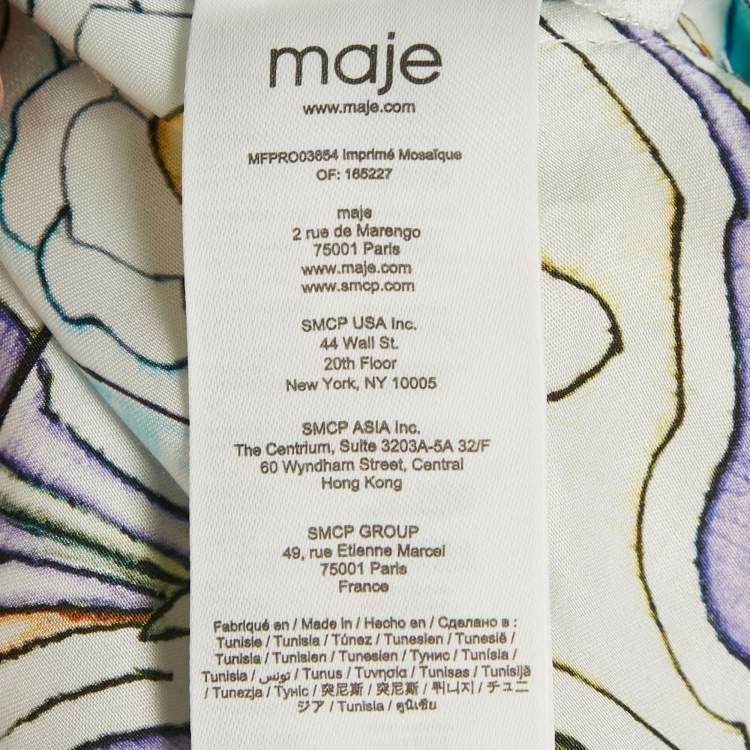 maje
www.maje.com
MFPRO03654 Imprimé Mosaïque
OF: 165227
maje
2 rue de Marengo
75001 Paris
www.maje.com
www.smcp.com
SMCP USA Inc.
44 Wall St.
20th Floor
New York, NY 10005
SMCP ASIA Inc.
The Centrium, Suite 3203A-5A 32/F
60 Wyndham Street, Central
Hong Kong
SMCP GROUP
49, rue Etienne Marcel
75001 Paris
France
Fabriqué en / Made in / Hecho en / Сделано в :
Tunisie / Tunisia / Túnez / Tunesien / Tunesië /
Tunisia / Tunisien / Tunesien / Тунис / Tunísia /
Tunisia / تونس / Tunus / Τυνησία / Tunisas / Tunisijā
/ Tunezja / Туніс / 突尼斯 / 突尼斯 / 튀니지 / チュニ
ジア / Tunisia / ตูนิเซีย